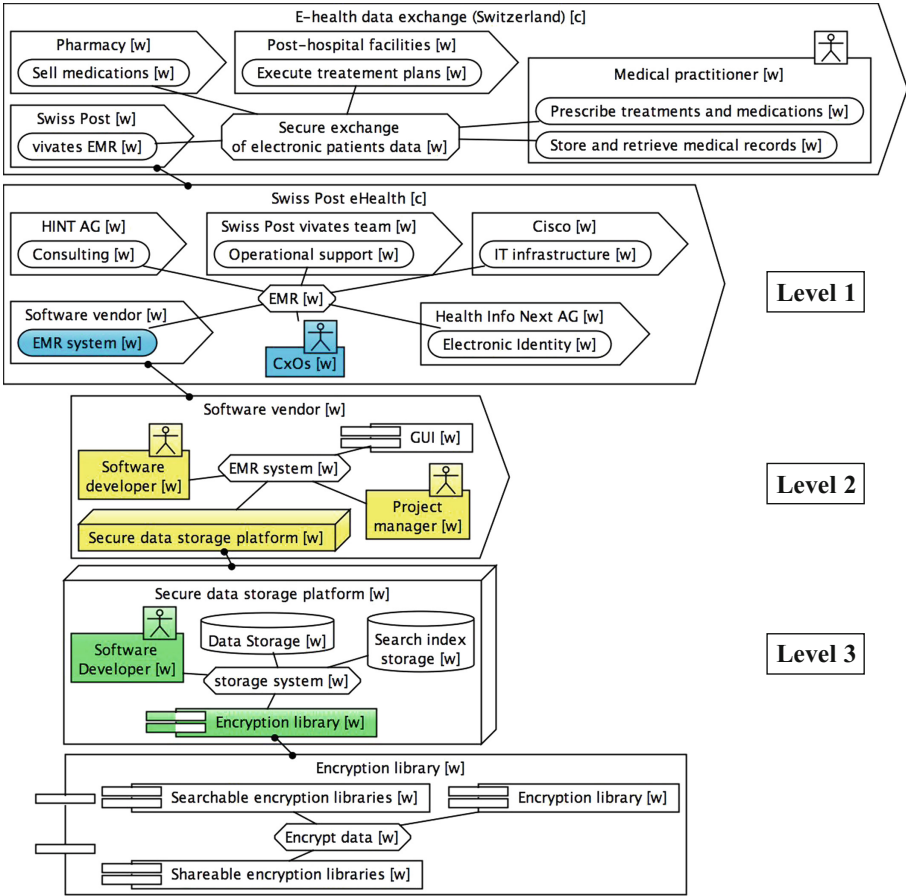 E-health data exchange (Switzerland) [c]
Pharmacy [w]
Sell medications [w]
Post-hospital facilities [w]
Execute treatement plans [w]
Medical practitioner [w]
Prescribe treatments and medications [w]
Store and retrieve medical records [w]
Swiss Post [w]
vivates EMR [w]
Secure exchange
of electronic patients data [w]
Swiss Post eHealth [c]
HINT AG [w]
Consulting [w]
Swiss Post vivates team [w]
Operational support [w]
Cisco [w]
IT infrastructure [w]
EMR [w]
Software vendor [w]
EMR system [w]
CxOs [w]
Health Info Next AG [w]
Electronic Identity [w]
Level 1
Software vendor [w]
GUI [w]
Software
developer [w]
EMR system [w]
Project
manager [w]
Secure data storage platform [w]
Level 2
Secure data storage platform [w]
Software
Developer [w]
Data Storage [w]
Search index
storage [w]
storage system [w]
Encryption library [w]
Level 3
Encryption library [w]
Searchable encryption libraries [w]
Encryption library [w]
Encrypt data [w]
Shareable encryption libraries [w]